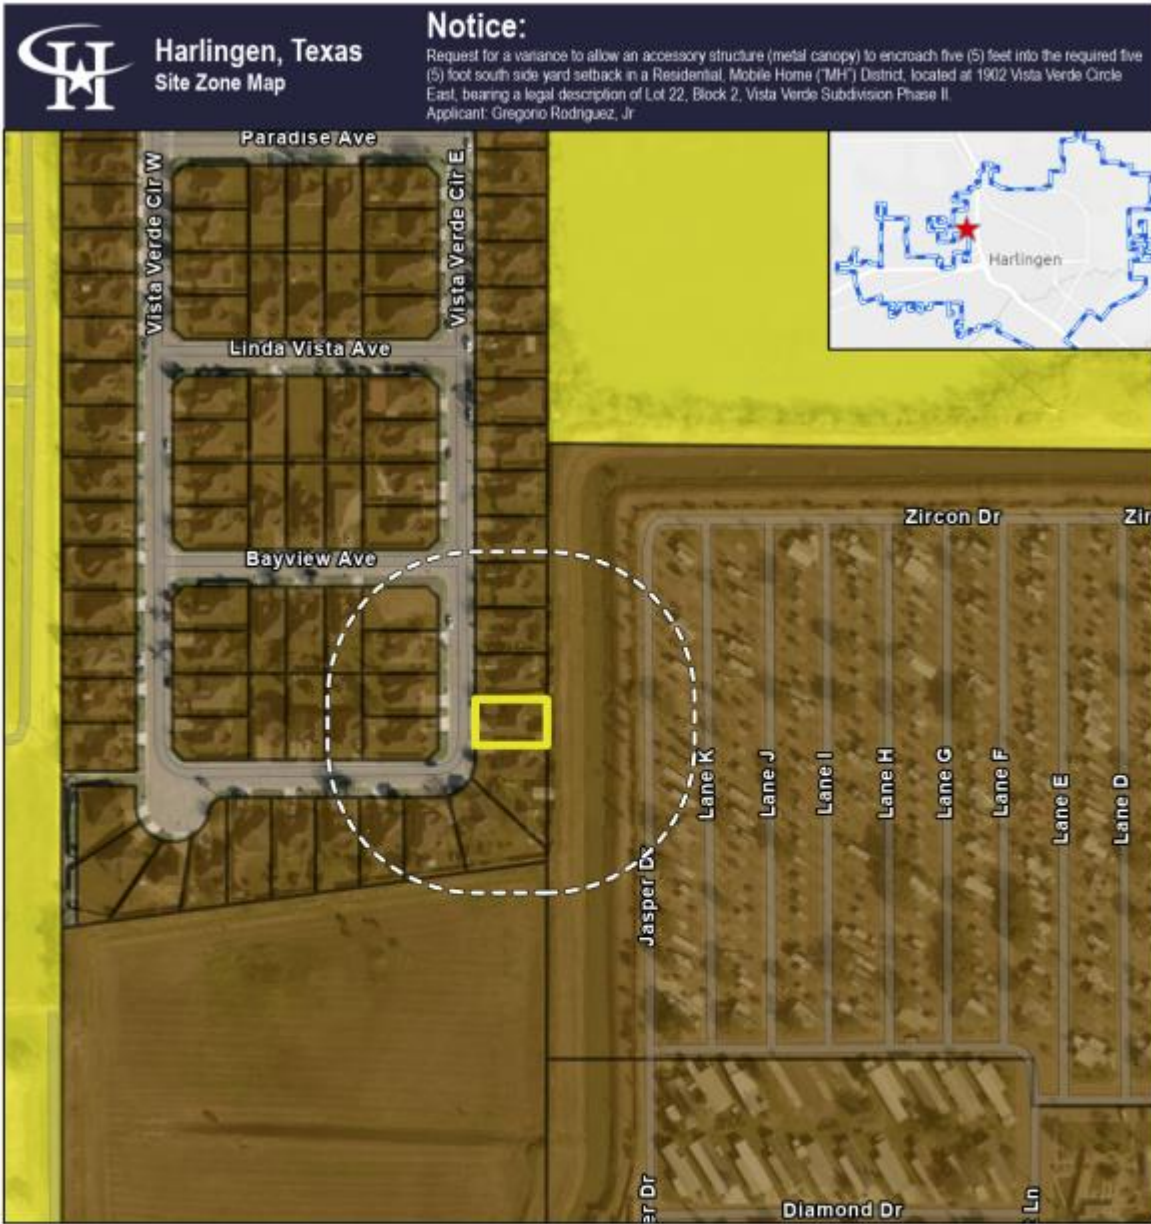 Harlingen, Texas
Site Zone Map
Notice:
Request for a variance to allow an accessory structure (metal canopy) to encroach five (5) feet into the required five
(5) foot south side yard setback in a Residential, Mobile Home ("MH") District, located at 1902 Vista Verde Circle
East, bearing a legal description of Lot 22, Block 2, Vista Verde Subdivision Phase II.
Applicant: Gregorio Rodriguez, Jr
Paradise Ave
Vista Verde Cir W
Vista Verde Cir E
Harlingen
Linda Vista Ave
Zircon Dr
Zir
Bayview Ave
Lane K
Lane J
Lane I
Lane H
Lane G
Lane F
Lane E
Lane D
Jasper Dr
er Dr
Diamond Dr
Ln